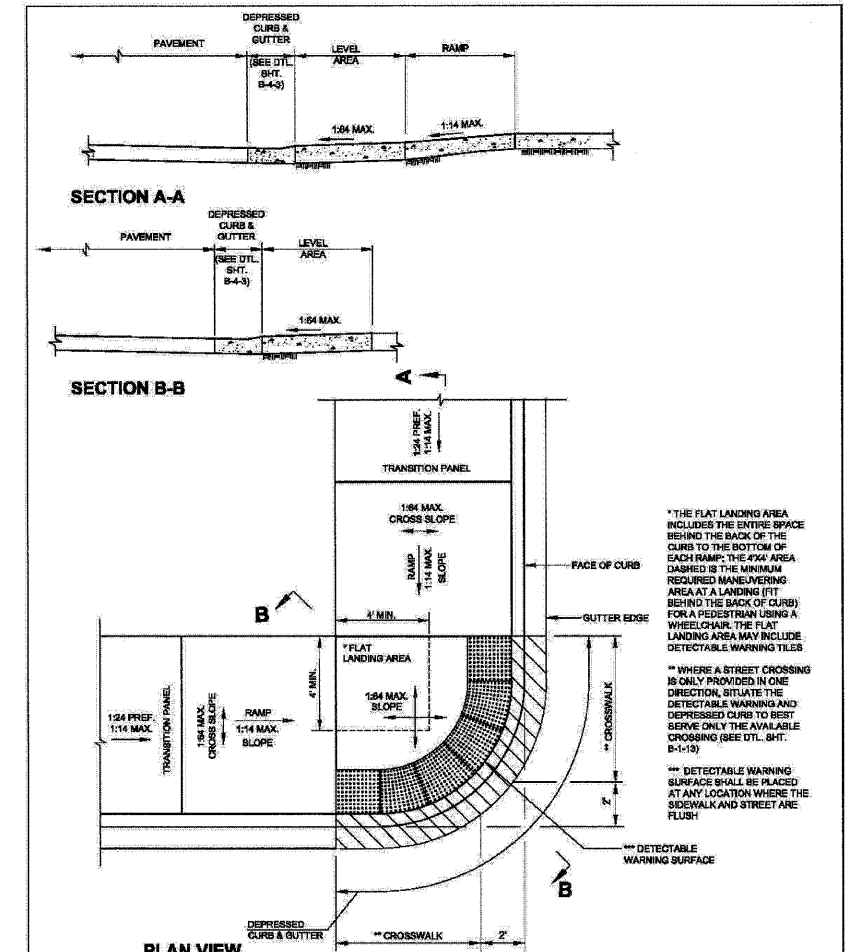 DEPRESSED
CURB &
GUTTER
(SEE DTL.
SHT.
B-4-3)
PAVEMENT
LEVEL
AREA
RAMP
1:64 MAX.
1:14 MAX.
SECTION A-A
DEPRESSED
CURB &
GUTTER
(SEE DTL.
SHT.
B-4-3)
PAVEMENT
LEVEL
AREA
1:64 MAX.
SECTION B-B
A
1:24 PREF.
1:14 MAX.
TRANSITION PANEL
1:64 MAX.
CROSS SLOPE
RAMP
1:14 MAX.
SLOPE
FACE OF CURB
B
4' MIN.
GUTTER EDGE
* FLAT
LANDING AREA
4' MIN.
1:64 MAX.
SLOPE
1:24 PREF.
1:14 MAX.
TRANSITION PANEL
1:64 MAX.
CROSS SLOPE
RAMP
1:14 MAX.
SLOPE
** CROSSWALK
2'
* THE FLAT LANDING AREA
INCLUDES THE ENTIRE SPACE
BEHIND THE BACK OF THE
CURB TO THE BOTTOM OF
EACH RAMP; THE 4'X4' AREA
DASHED IS THE MINIMUM
REQUIRED MANEUVERING
AREA AT A LANDING (FIT
BEHIND THE BACK OF CURB)
FOR A PEDESTRIAN USING A
WHEELCHAIR. THE FLAT
LANDING AREA MAY INCLUDE
DETECTABLE WARNING TILES
** WHERE A STREET CROSSING
IS ONLY PROVIDED IN ONE
DIRECTION, SITUATE THE
DETECTABLE WARNING AND
DEPRESSED CURB TO BEST
SERVE ONLY THE AVAILABLE
CROSSING (SEE DTL. SHT.
B-1-13)
*** DETECTABLE WARNING
SURFACE SHALL BE PLACED
AT ANY LOCATION WHERE THE
SIDEWALK AND STREET ARE
FLUSH
*** DETECTABLE
WARNING SURFACE
B
DEPRESSED
CURB & GUTTER
** CROSSWALK
2'
PLAN VIEW